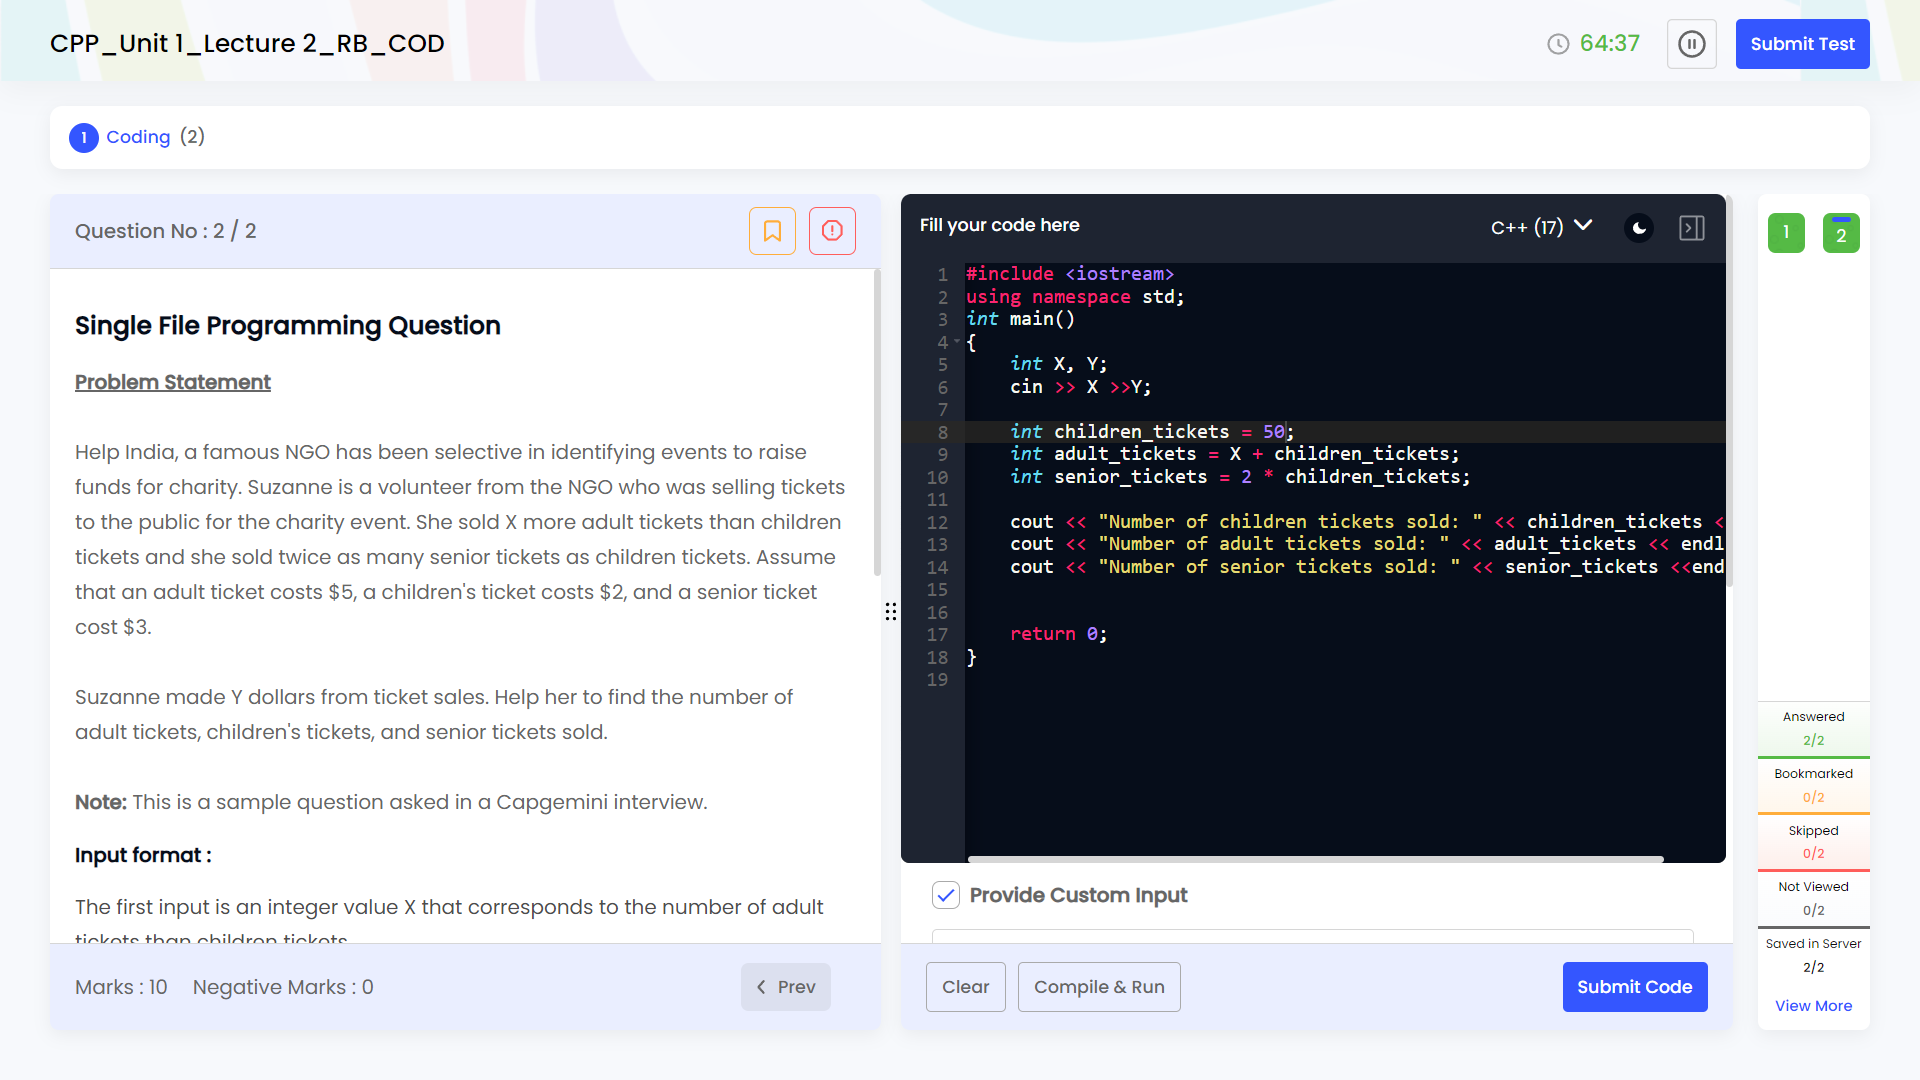 CPP_Unit 1_Lecture 2_RB_COD
64:37
Submit Test
1 Coding (2)
Question No : 2 / 2
Single File Programming Question
Problem Statement
Help India, a famous NGO has been selective in identifying events to raise
funds for charity. Suzanne is a volunteer from the NGO who was selling tickets
to the public for the charity event. She sold X more adult tickets than children
tickets and she sold twice as many senior tickets as children tickets. Assume
that an adult ticket costs $5, a children's ticket costs $2, and a senior ticket
cost $3.
Suzanne made Y dollars from ticket sales. Help her to find the number of
adult tickets, children's tickets, and senior tickets sold.
Note: This is a sample question asked in a Capgemini interview.
Input format :
The first input is an integer value X that corresponds to the number of adult
tickets than children tickets
Marks : 10 Negative Marks : 0
Prev
Fill your code here
C++ (17)
1 #include <iostream>
2 using namespace std;
3 int main()
4 {
5 int X, Y;
6 cin >> X >>Y;
7
8 int children_tickets = 50;
9 int adult_tickets = X + children_tickets;
10 int senior_tickets = 2 * children_tickets;
11
12 cout << "Number of children tickets sold: " << children_tickets <
13 cout << "Number of adult tickets sold: " << adult_tickets << endl
14 cout << "Number of senior tickets sold: " << senior_tickets <<end
15
16
17 return 0;
18 }
19
Provide Custom Input
Clear
Compile & Run
Submit Code
1
2
Answered
2/2
Bookmarked
0/2
Skipped
0/2
Not Viewed
0/2
Saved in Server
2/2
View More